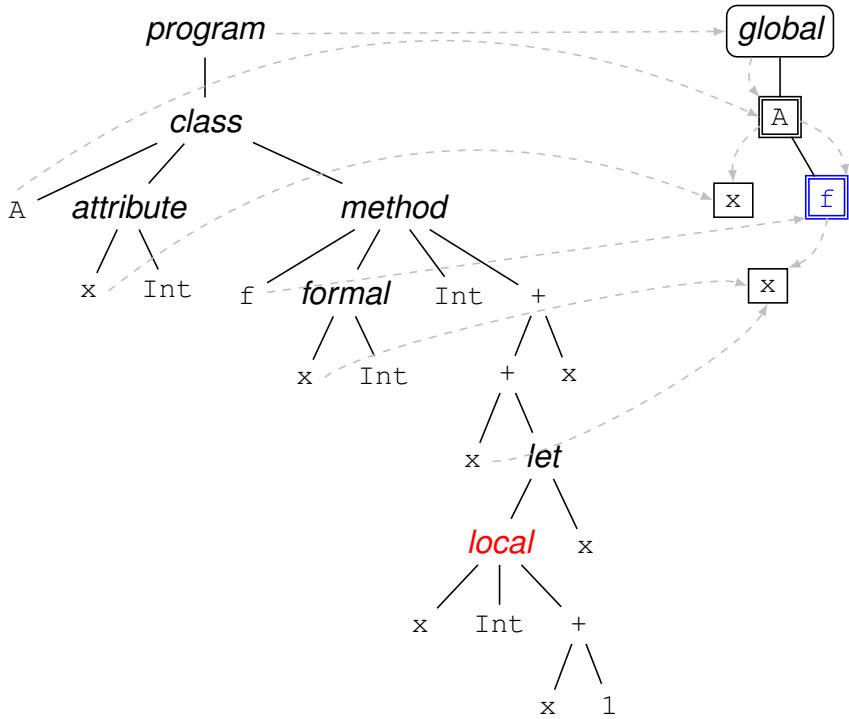 program global
class A
A attribute method x f
x Int f formal Int + x
x Int + x
x let
local x
x Int +
x 1